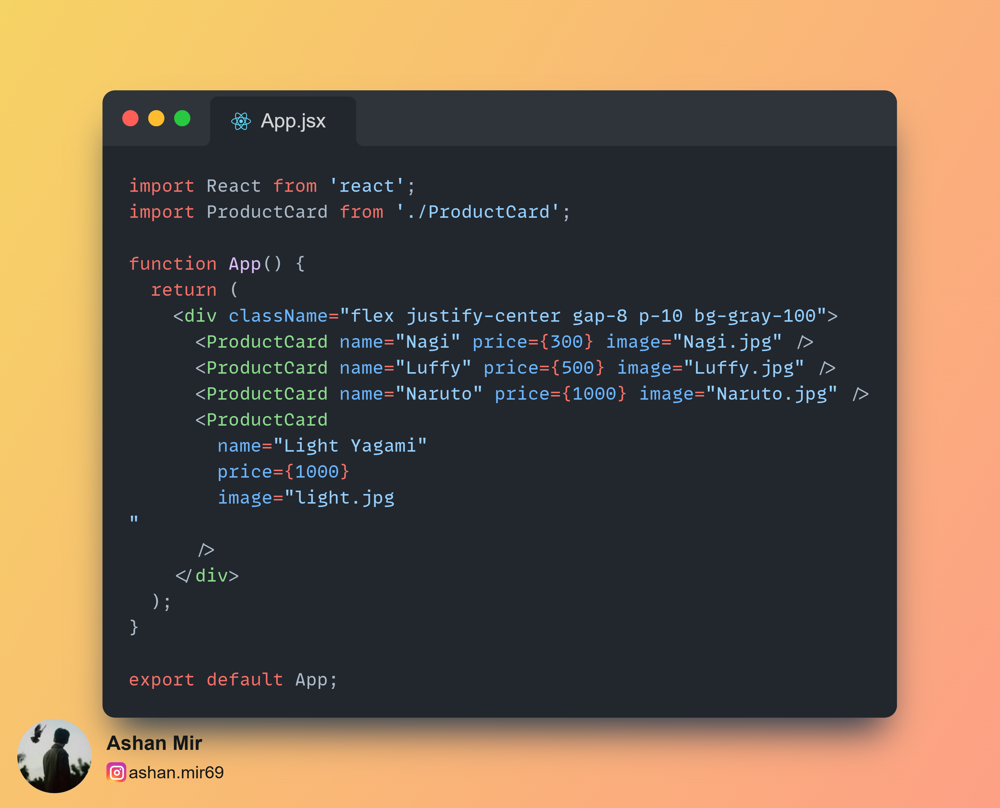 App.jsx
import React from 'react';
import ProductCard from './ProductCard';
function App() {
  return (
    <div className="flex justify-center gap-8 p-10 bg-gray-100">
      <ProductCard name="Nagi" price={300} image="Nagi.jpg" />
      <ProductCard name="Luffy" price={500} image="Luffy.jpg" />
      <ProductCard name="Naruto" price={1000} image="Naruto.jpg" />
      <ProductCard
        name="Light Yagami"
        price={1000}
        image="light.jpg
"
      />
    </div>
  );
}
export default App;
Ashan Mir
ashan.mir69